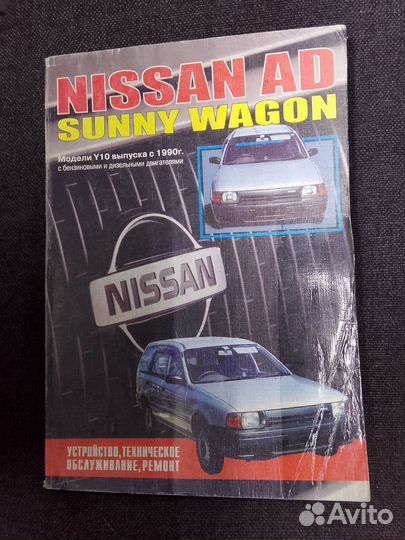 NISSAN AD
SUNNY WAGON
Модели Y10 выпуска с 1990г.
с бензиновыми и дизельными двигателями
NISSAN
УСТРОЙСТВО, ТЕХНИЧЕСКОЕ
ОБСЛУЖИВАНИЕ, РЕМОНТ
Avito